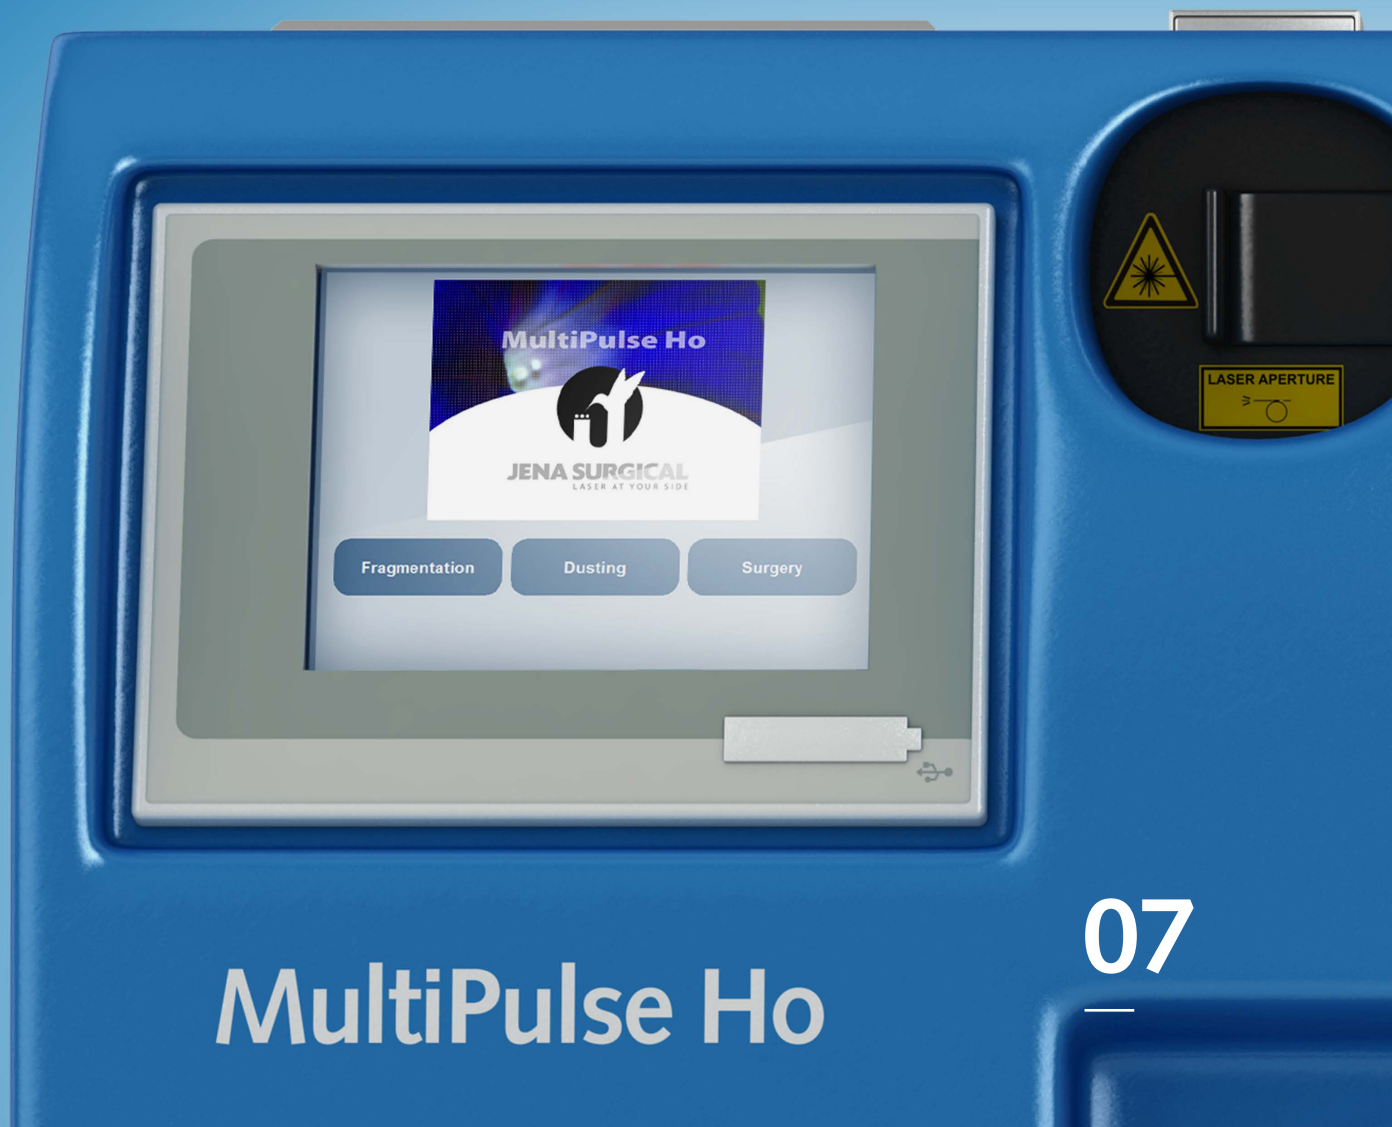 MultiPulse Ho
JENA SURGICAL
LASER AT YOUR SIDE
Fragmentation
Dusting
Surgery
LASER APERTURE
07
MultiPulse Ho